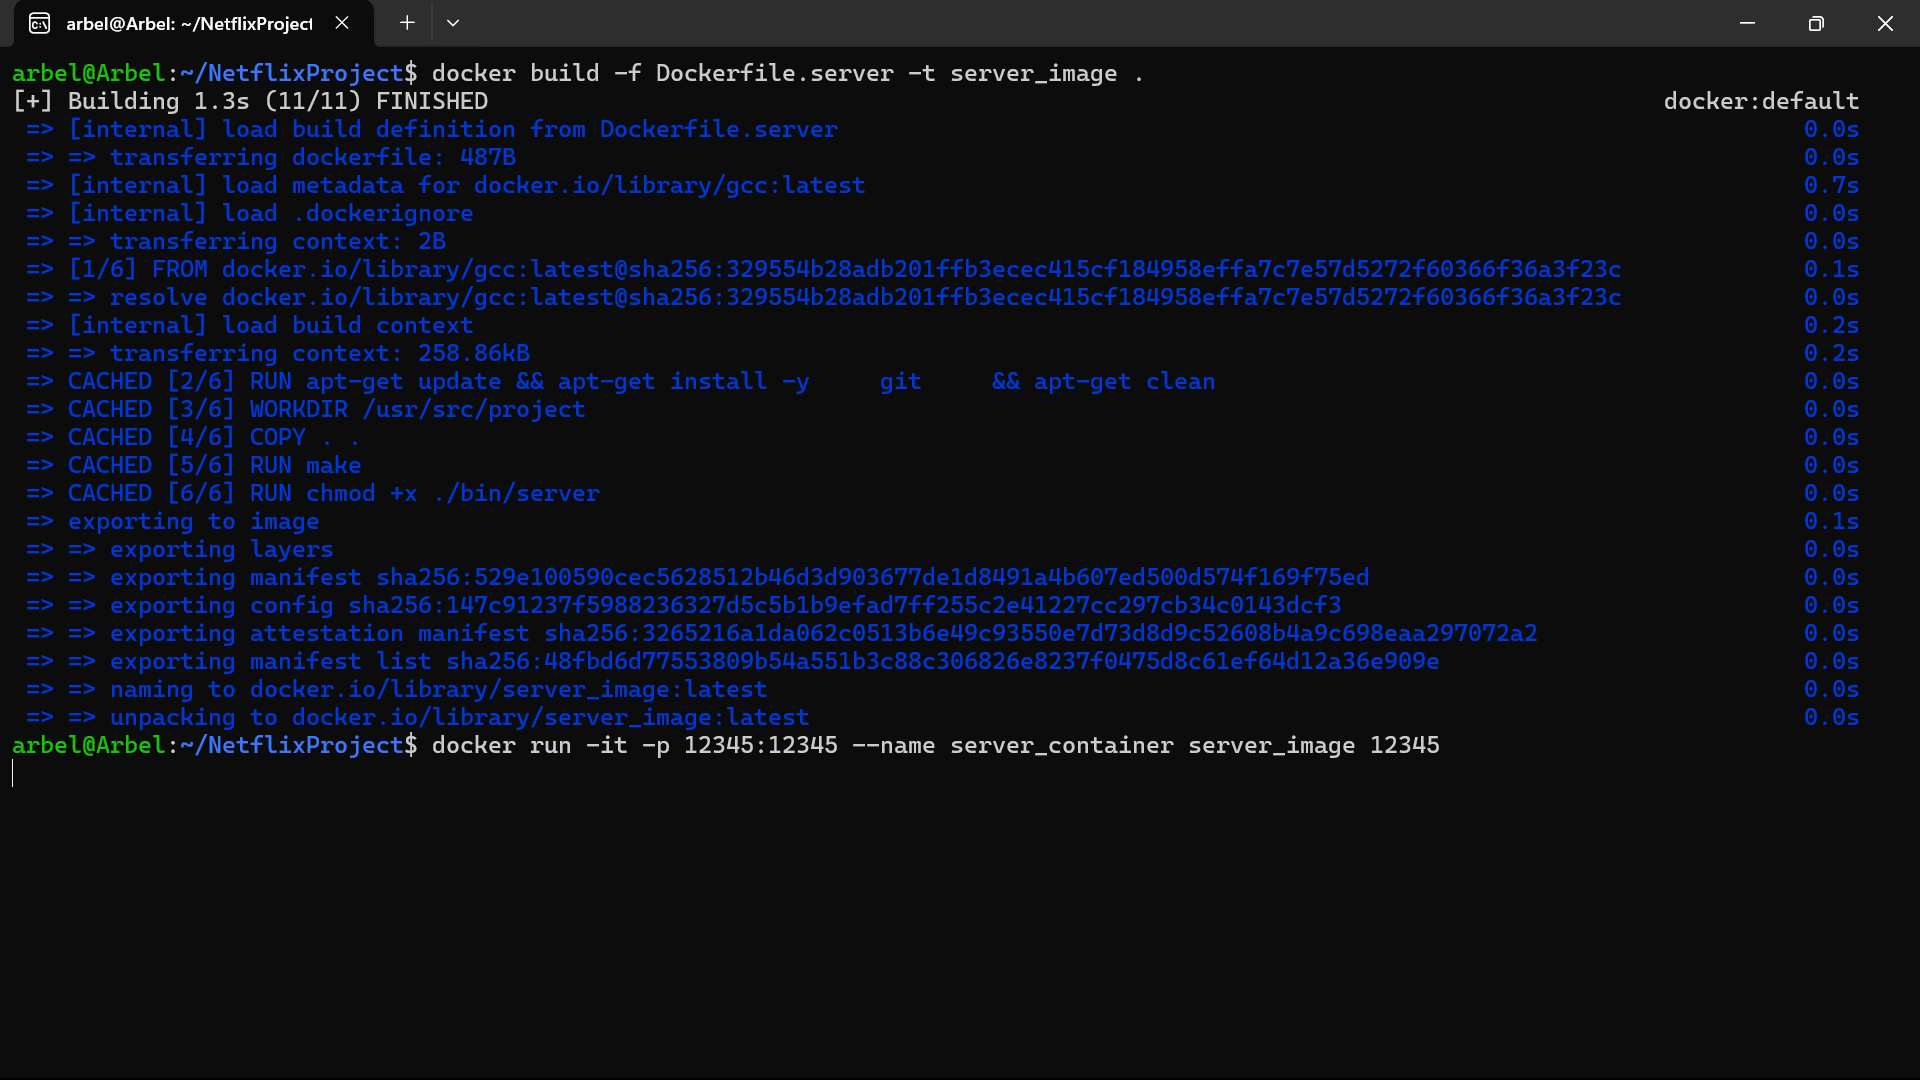 arbel@Arbel: ~/NetflixProject
arbel@Arbel:~/NetflixProject$ docker build -f Dockerfile.server -t server_image .
[+] Building 1.3s (11/11) FINISHED docker:default
=> [internal] load build definition from Dockerfile.server 0.0s
=> => transferring dockerfile: 487B 0.0s
=> [internal] load metadata for docker.io/library/gcc:latest 0.7s
=> [internal] load .dockerignore 0.0s
=> => transferring context: 2B 0.0s
=> [1/6] FROM docker.io/library/gcc:latest@sha256:329554b28adb201ffb3ecec415cf184958effa7c7e57d5272f60366f36a3f23c 0.1s
=> => resolve docker.io/library/gcc:latest@sha256:329554b28adb201ffb3ecec415cf184958effa7c7e57d5272f60366f36a3f23c 0.0s
=> [internal] load build context 0.2s
=> => transferring context: 258.86kB 0.2s
=> CACHED [2/6] RUN apt-get update && apt-get install -y     git     && apt-get clean 0.0s
=> CACHED [3/6] WORKDIR /usr/src/project 0.0s
=> CACHED [4/6] COPY . . 0.0s
=> CACHED [5/6] RUN make 0.0s
=> CACHED [6/6] RUN chmod +x ./bin/server 0.0s
=> exporting to image 0.1s
=> => exporting layers 0.0s
=> => exporting manifest sha256:529e100590cec5628512b46d3d903677de1d8491a4b607ed500d574f169f75ed 0.0s
=> => exporting config sha256:147c91237f5988236327d5c5b1b9efad7ff255c2e41227cc297cb34c0143dcf3 0.0s
=> => exporting attestation manifest sha256:3265216a1da062c0513b6e49c93550e7d73d8d9c52608b4a9c698eaa297072a2 0.0s
=> => exporting manifest list sha256:48fbd6d77553809b54a551b3c88c306826e8237f0475d8c61ef64d12a36e909e 0.0s
=> => naming to docker.io/library/server_image:latest 0.0s
=> => unpacking to docker.io/library/server_image:latest 0.0s
arbel@Arbel:~/NetflixProject$ docker run -it -p 12345:12345 --name server_container server_image 12345